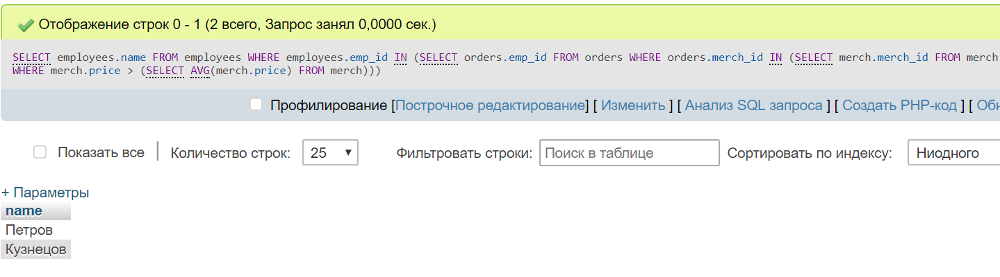 Отображение строк 0 - 1 (2 всего, Запрос занял 0,0000 сек.)
SELECT employees.name FROM employees WHERE employees.emp_id IN (SELECT orders.emp_id FROM orders WHERE orders.merch_id IN (SELECT merch.merch_id FROM merch
WHERE merch.price > (SELECT AVG(merch.price) FROM merch)))
Профилирование [Построчное редактирование] [ Изменить ] [ Анализ SQL запроса ] [ Создать PHP-код ] [ Обн
Показать все | Количество строк: 25 Фильтровать строки: Поиск в таблице Сортировать по индексу: Ниодного
+ Параметры
name
Петров
Кузнецов